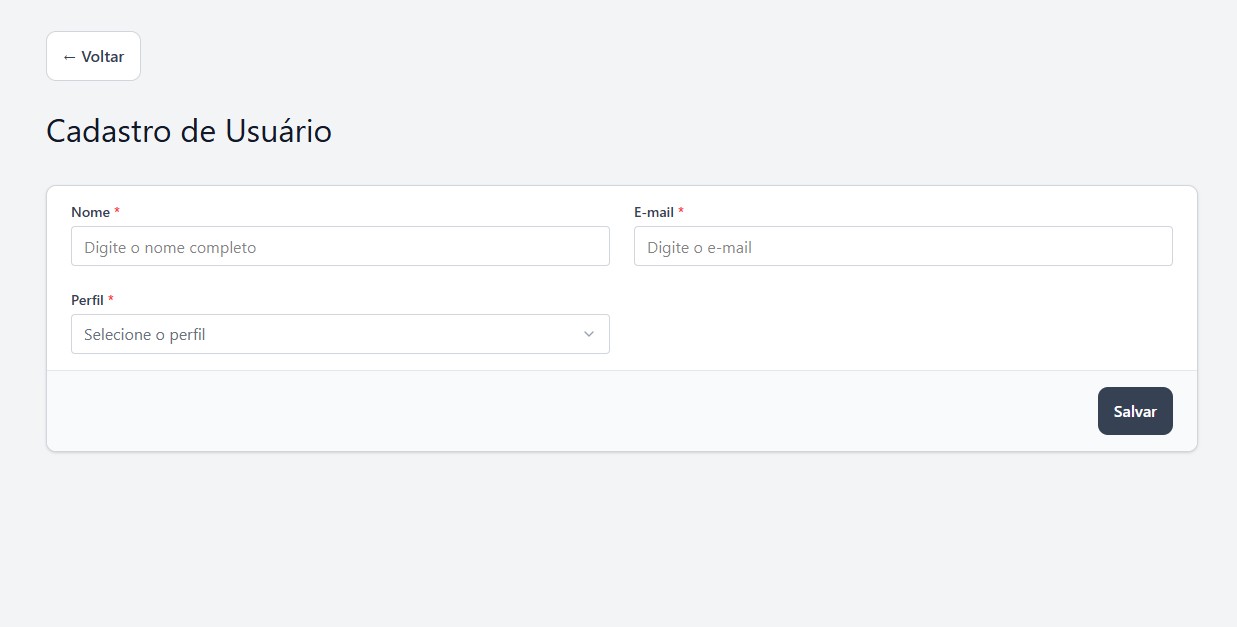 ← Voltar
Cadastro de Usuário
Nome *
E-mail *
Digite o nome completo
Digite o e-mail
Perfil *
Selecione o perfil
Salvar